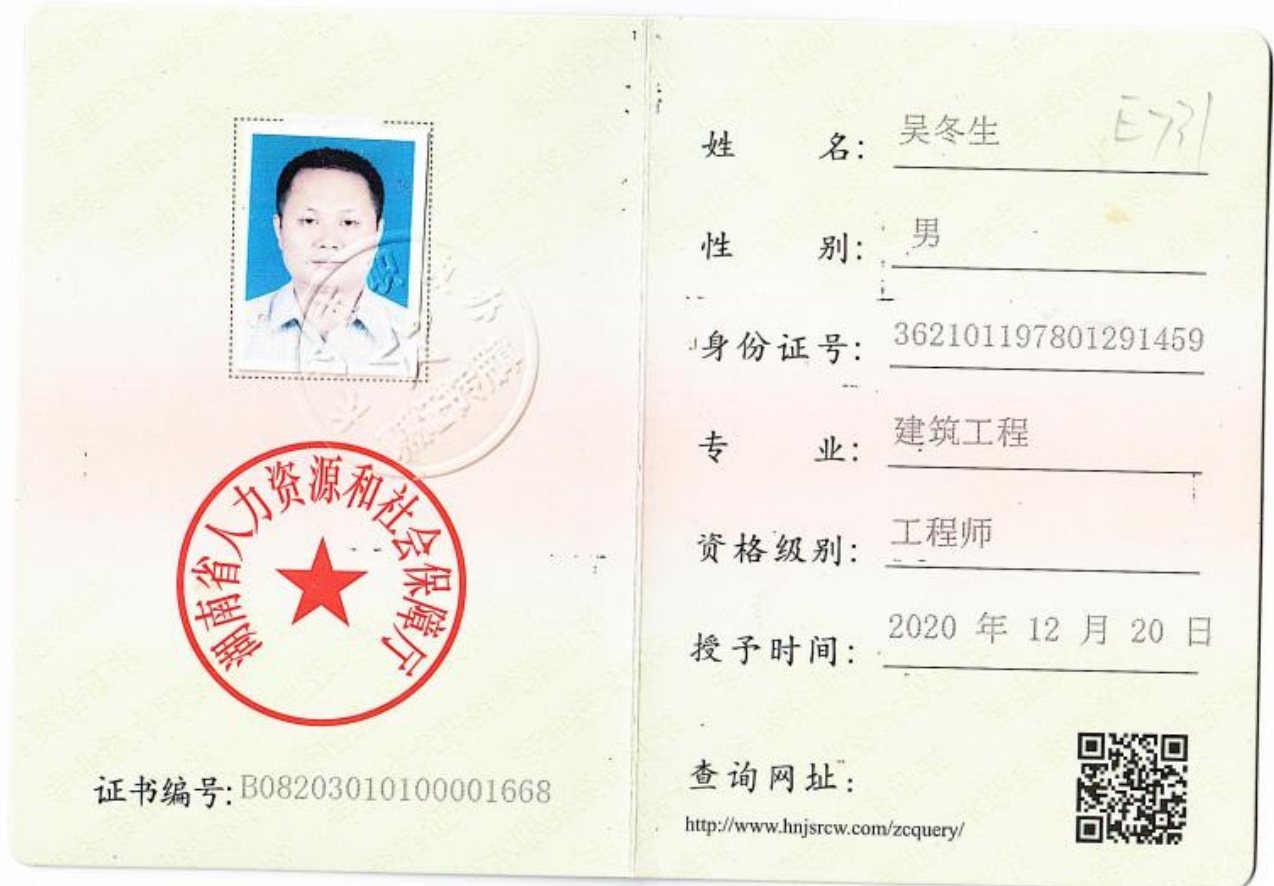 湖南省人力资源和社会保障厅
证书编号:B08203010100001668
E731
姓名:吴冬生
性别:男
身份证号:362101197801291459
专业:建筑工程
资格级别:工程师
授予时间:2020 年 12 月 20 日
查询网址:
http://www.hnjsrcw.com/zcquery/